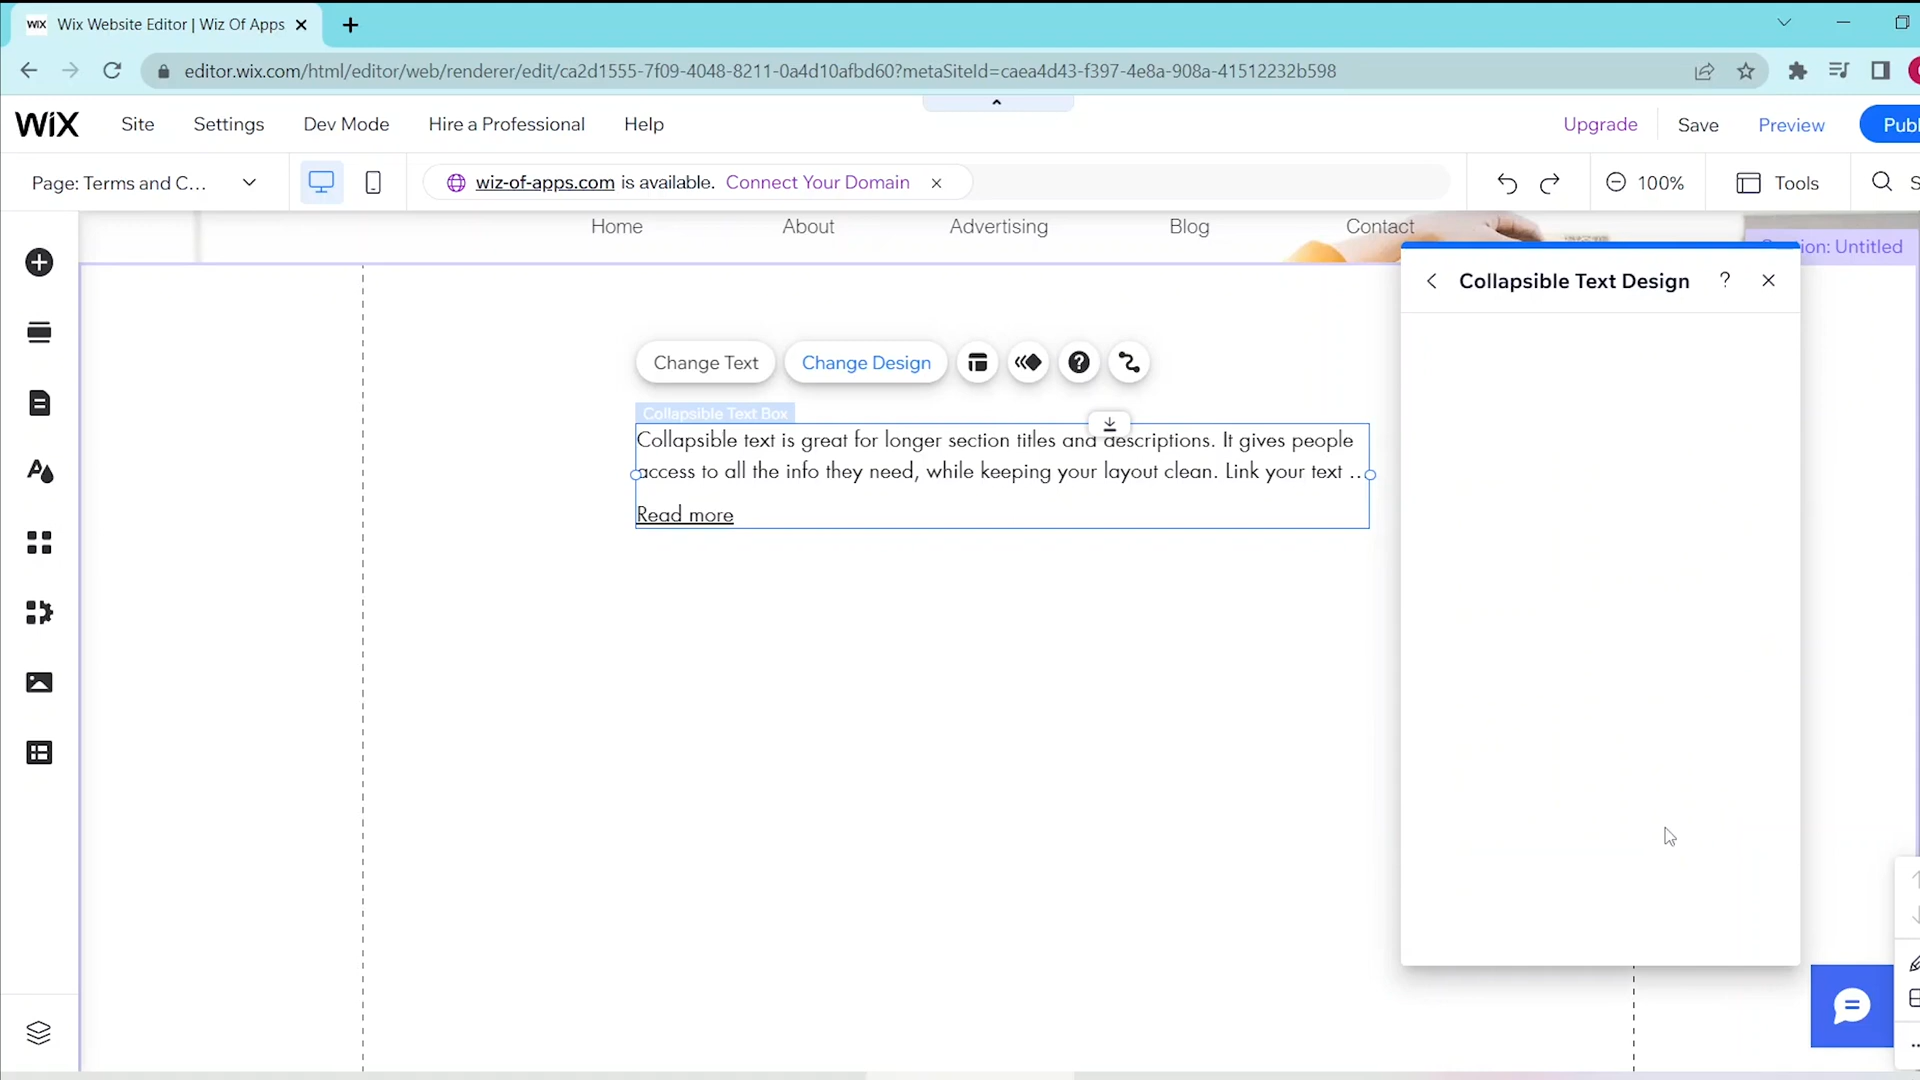 WiX Wix Website Editor | Wiz Of Apps
editor.wix.com/html/editor/web/renderer/edit/ca2d1555-7f09-4048-8211-0a4d10afbd60?metaSiteId=caea4d43-f397-4e8a-908a-41512232b598
WiX Site Settings Dev Mode Hire a Professional Help Upgrade Save Preview Publ
Page: Terms and C... wiz-of-apps.com is available. Connect Your Domain 100% Tools S
Home About Advertising Blog Contact
ion: Untitled
Collapsible Text Design ?
Change Text Change Design
Collapsible Text Box
Collapsible text is great for longer section titles and descriptions. It gives people
access to all the info they need, while keeping your layout clean. Link your text ..
Read more